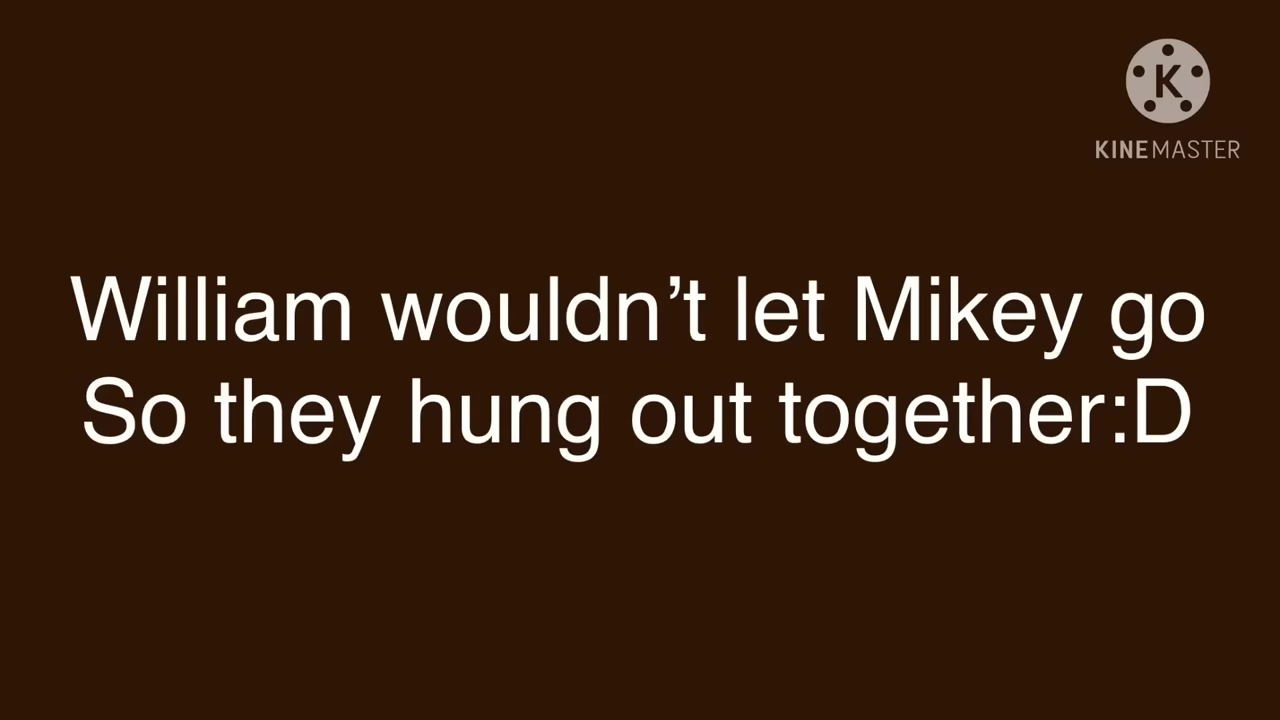 K
KINEMASTER
William wouldn’t let Mikey go
So they hung out together:D